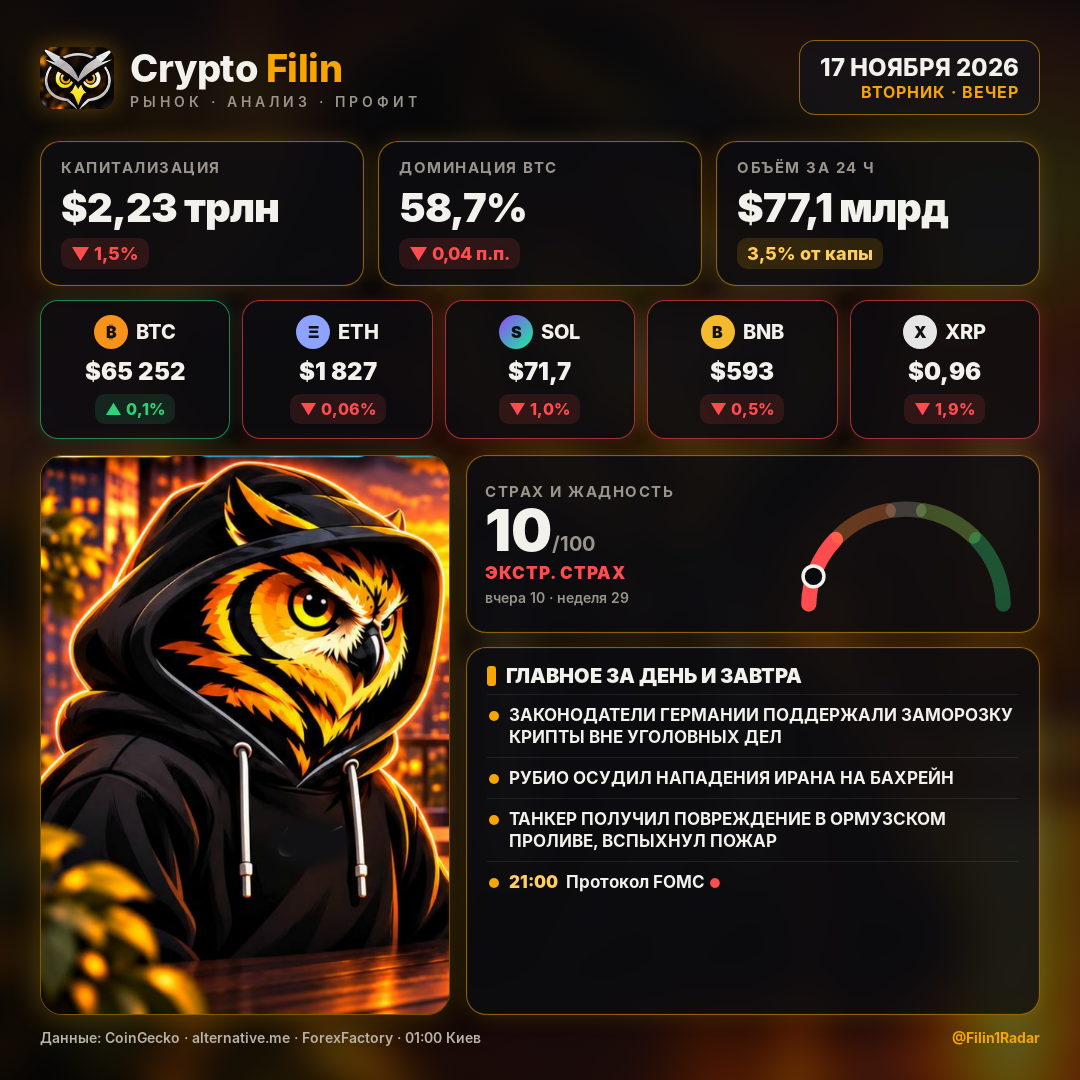 Crypto Filin
РЫНОК · АНАЛИЗ · ПРОФИТ
17 НОЯБРЯ 2026
ВТОРНИК · ВЕЧЕР
КАПИТАЛИЗАЦИЯ
$2,23 трлн
▼ 1,5%
ДОМИНАЦИЯ BTC
58,7%
▼ 0,04 п.п.
ОБЪЁМ ЗА 24 Ч
$77,1 млрд
3,5% от капы
₿ BTC
$65 252
▲ 0,1%
Ξ ETH
$1 827
▼ 0,06%
S SOL
$71,7
▼ 1,0%
B BNB
$593
▼ 0,5%
X XRP
$0,96
▼ 1,9%
СТРАХ И ЖАДНОСТЬ
10/100
ЭКСТР. СТРАХ
вчера 10 · неделя 29
ГЛАВНОЕ ЗА ДЕНЬ И ЗАВТРА
ЗАКОНОДАТЕЛИ ГЕРМАНИИ ПОДДЕРЖАЛИ ЗАМОРОЗКУ
КРИПТЫ ВНЕ УГОЛОВНЫХ ДЕЛ
РУБИО ОСУДИЛ НАПАДЕНИЯ ИРАНА НА БАХРЕЙН
ТАНКЕР ПОЛУЧИЛ ПОВРЕЖДЕНИЕ В ОРМУЗСКОМ
ПРОЛИВЕ, ВСПЫХНУЛ ПОЖАР
21:00 Протокол FOMC
Данные: CoinGecko · alternative.me · ForexFactory · 01:00 Киев
@Filin1Radar